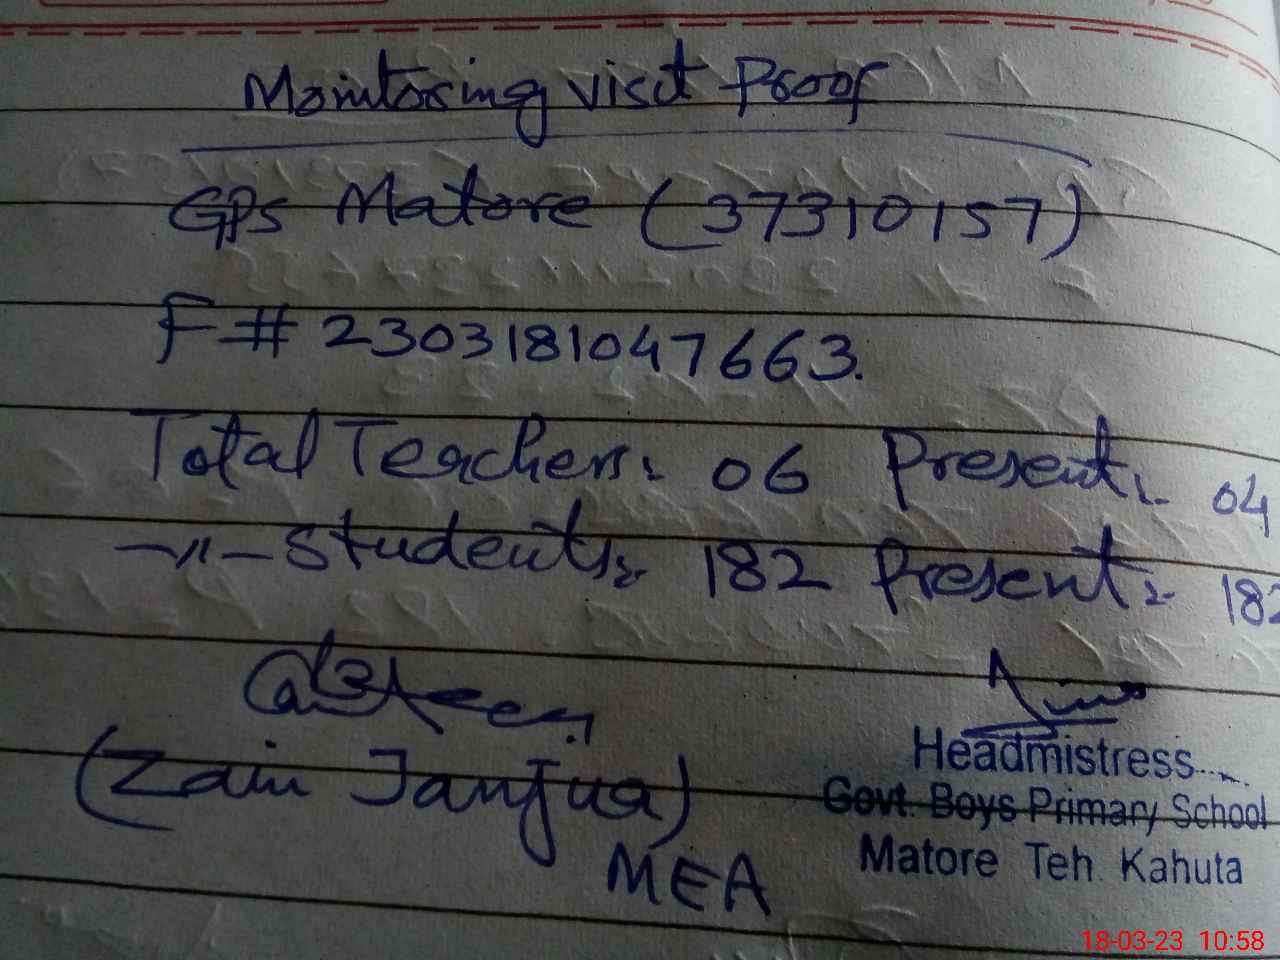 Monitoring visit Proof
GPS Matore (37310157)
F # 2303181047663.
Total Teachers:- 06 Present:- 04
-〃- Students:- 182 Present:- 182
(Zain Janjua)
MEA
Headmistress
Govt. Boys Primary School
Matore Teh. Kahuta
18-03-23 10:58